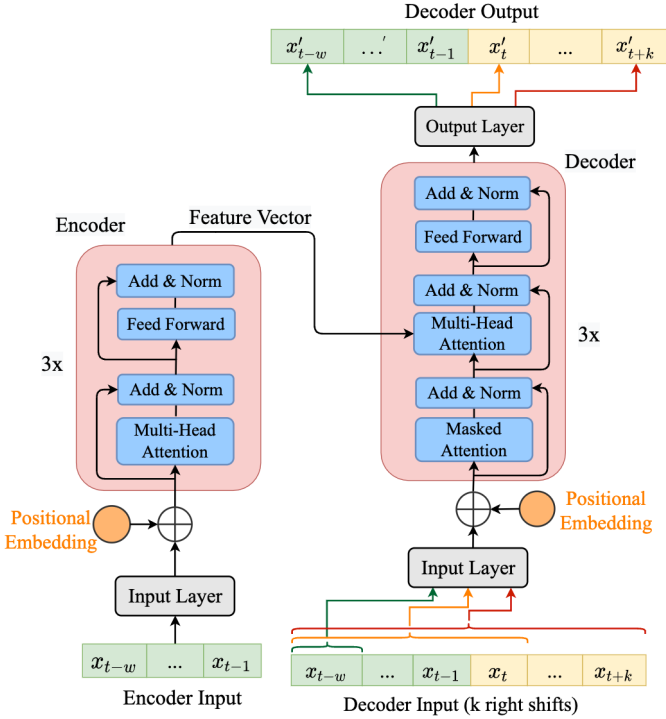 Decoder Output
x′_{t−w} ...′ x′_{t−1} x′_t ... x′_{t+k}
Output Layer
Decoder
Add & Norm
Feed Forward
Add & Norm
Multi-Head
Attention
3x
Add & Norm
Masked
Attention
Positional
Embedding
Input Layer
x_{t−w} ... x_{t−1} x_t ... x_{t+k}
Decoder Input (k right shifts)
Feature Vector
Encoder
Add & Norm
Feed Forward
3x
Add & Norm
Multi-Head
Attention
Positional
Embedding
Input Layer
x_{t−w} ... x_{t−1}
Encoder Input